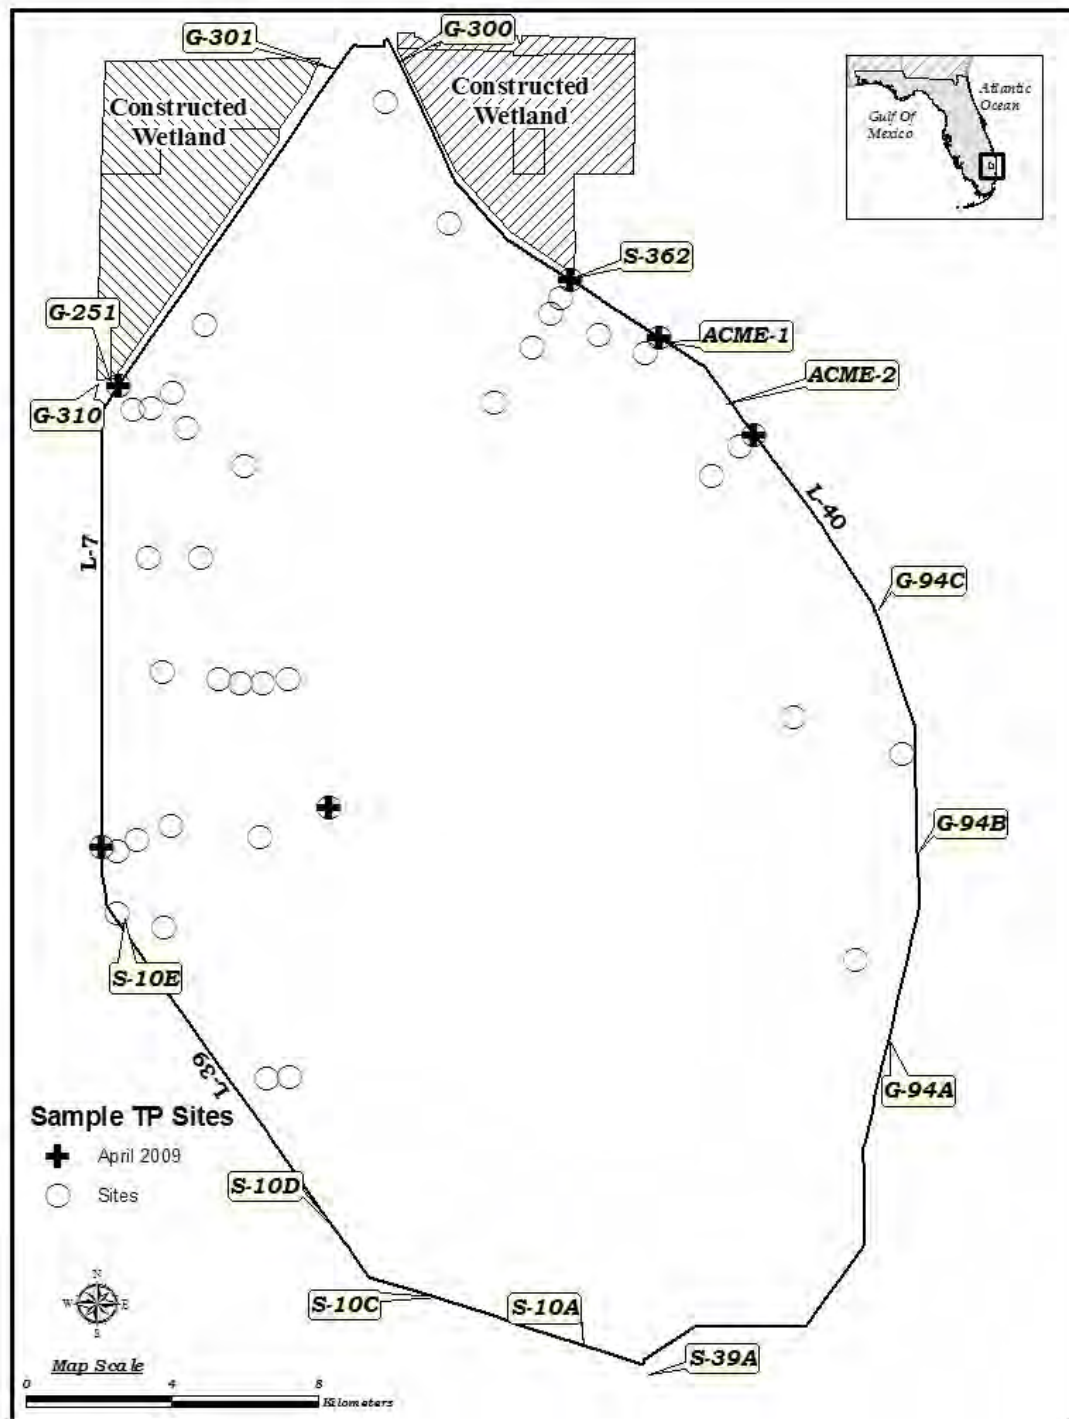 G-301
G-300
Constructed
Wetland
Constructed
Wetland
Atlantic
Ocean
Gulf Of
Mexico
S-362
G-251
ACME-1
ACME-2
G-310
L-40
L-7
G-94C
G-94B
S-10E
L-39
G-94A
Sample TP Sites
April 2009
Sites
S-10D
N
W E
S
S-10C
S-10A
S-39A
Map Scale
0 4 8
Kilometers